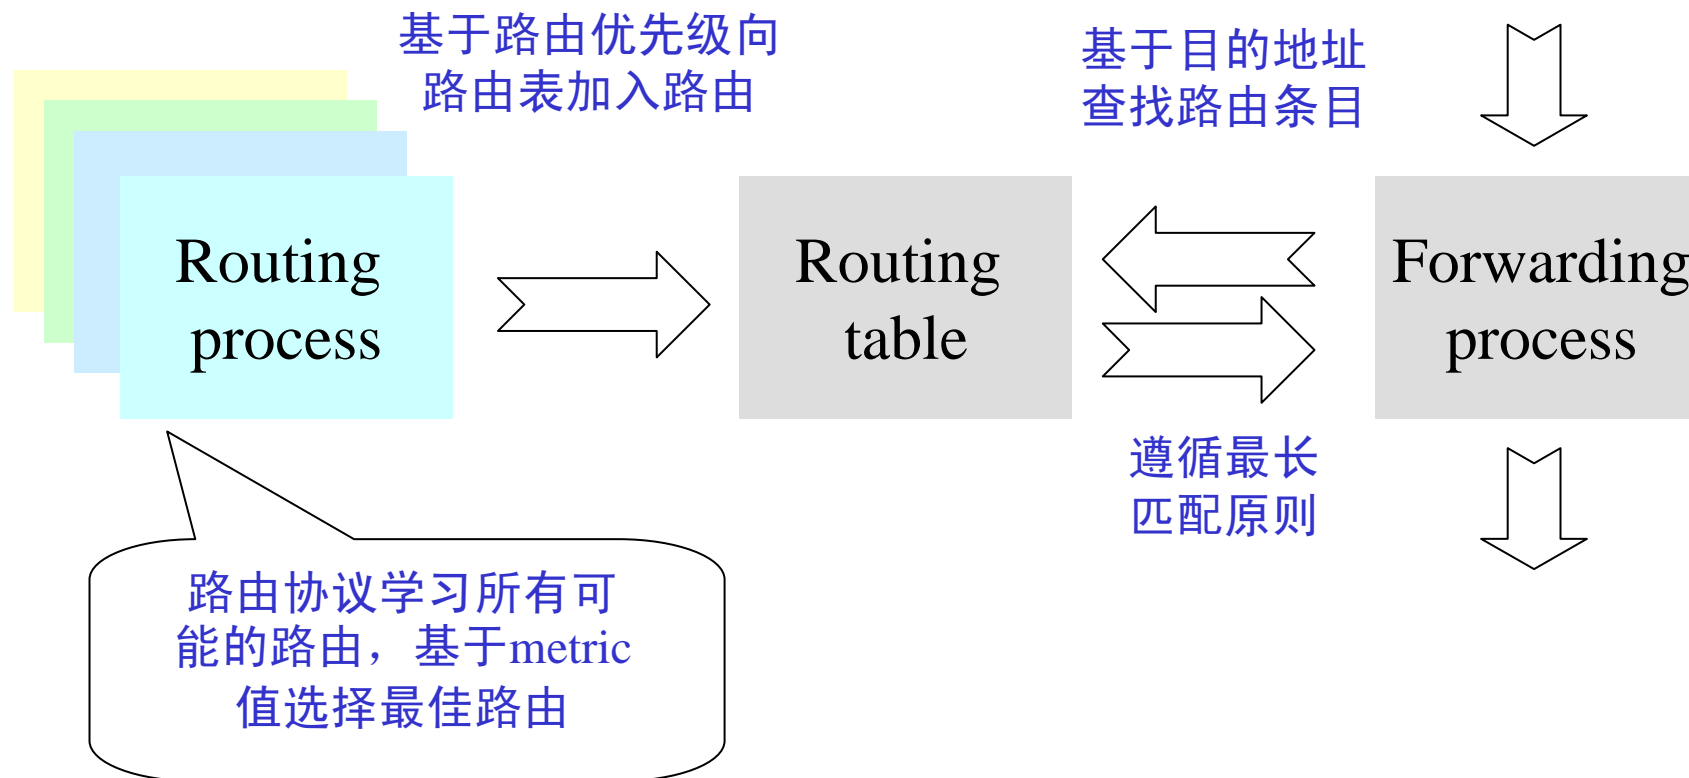 基于路由优先级向
路由表加入路由
基于目的地址
查找路由条目
Routing
process
Routing
table
Forwarding
process
遵循最长
匹配原则
路由协议学习所有可
能的路由，基于metric
值选择最佳路由